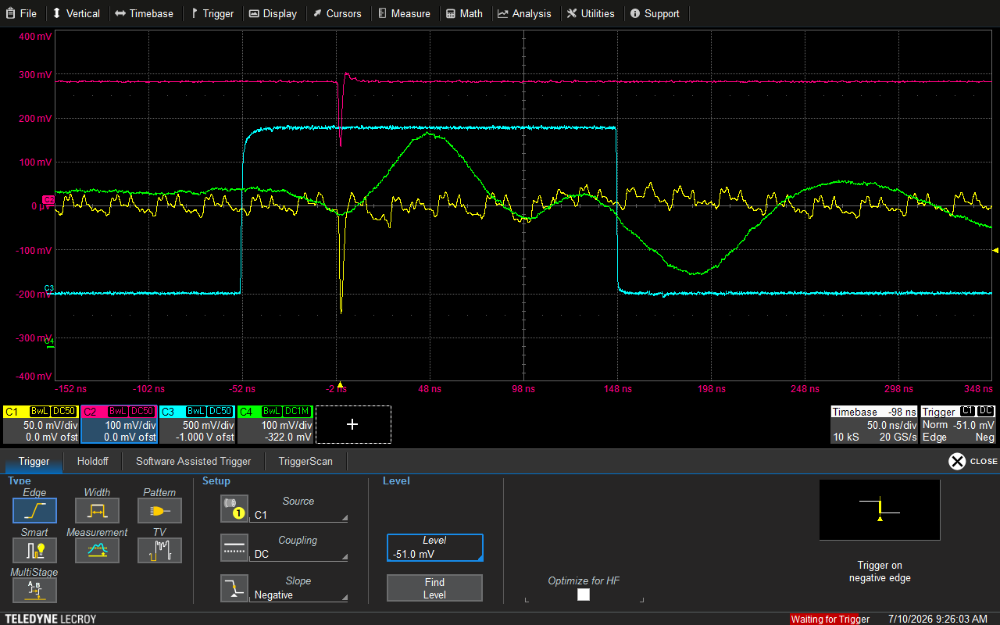 File Vertical Timebase Trigger Display Cursors Measure Math Analysis Utilities Support
400 mV
300 mV
200 mV
100 mV
C2
0 µV
-100 mV
C3
-200 mV
-300 mV
C4
-400 mV
-152 ns -102 ns -52 ns -2 ns 48 ns 98 ns 148 ns 198 ns 248 ns 298 ns 348 ns
C1 BwL DC50
50.0 mV/div
0.0 mV ofst
C2 BwL DC50
100 mV/div
0.0 mV ofst
C3 BwL DC50
500 mV/div
-1.000 V ofst
C4 BwL DC1M
100 mV/div
-322.0 mV
+
Timebase -98 ns
50.0 ns/div
10 kS 20 GS/s
Trigger C1 DC
Norm -51.0 mV
Edge Neg
Trigger Holdoff Software Assisted Trigger TriggerScan CLOSE
Type
Edge Width Pattern
Smart Measurement TV
MultiStage
A B
Setup
Source
1
C1
Coupling
DC
Slope
Negative
Level
Level
-51.0 mV
Find
Level
Optimize for HF
Trigger on
negative edge
TELEDYNE LECROY Waiting for Trigger 7/10/2026 9:26:03 AM